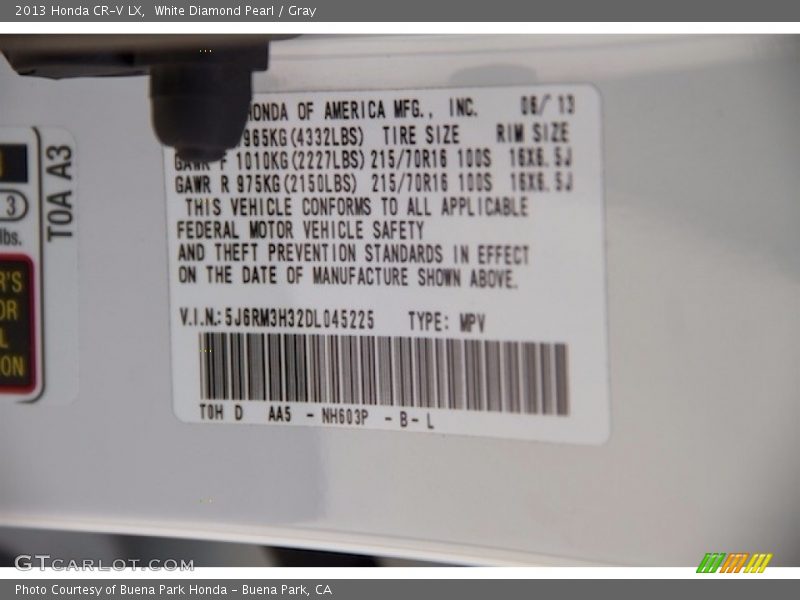 2013 Honda CR-V LX, White Diamond Pearl / Gray
HONDA OF AMERICA MFG., INC. 06/ 13
965KG(4332LBS) TIRE SIZE RIM SIZE
GAWR F 1010KG(2227LBS) 215/70R16 100S 16X6.5J
GAWR R 975KG(2150LBS) 215/70R16 100S 16X6.5J
THIS VEHICLE CONFORMS TO ALL APPLICABLE
FEDERAL MOTOR VEHICLE SAFETY
AND THEFT PREVENTION STANDARDS IN EFFECT
ON THE DATE OF MANUFACTURE SHOWN ABOVE.
V.I.N.: 5J6RM3H32DL045225 TYPE: MPV
T0H D AA5 - NH603P - B - L
T0A A3
3
lbs.
GTCARLOT.COM
Photo Courtesy of Buena Park Honda - Buena Park, CA